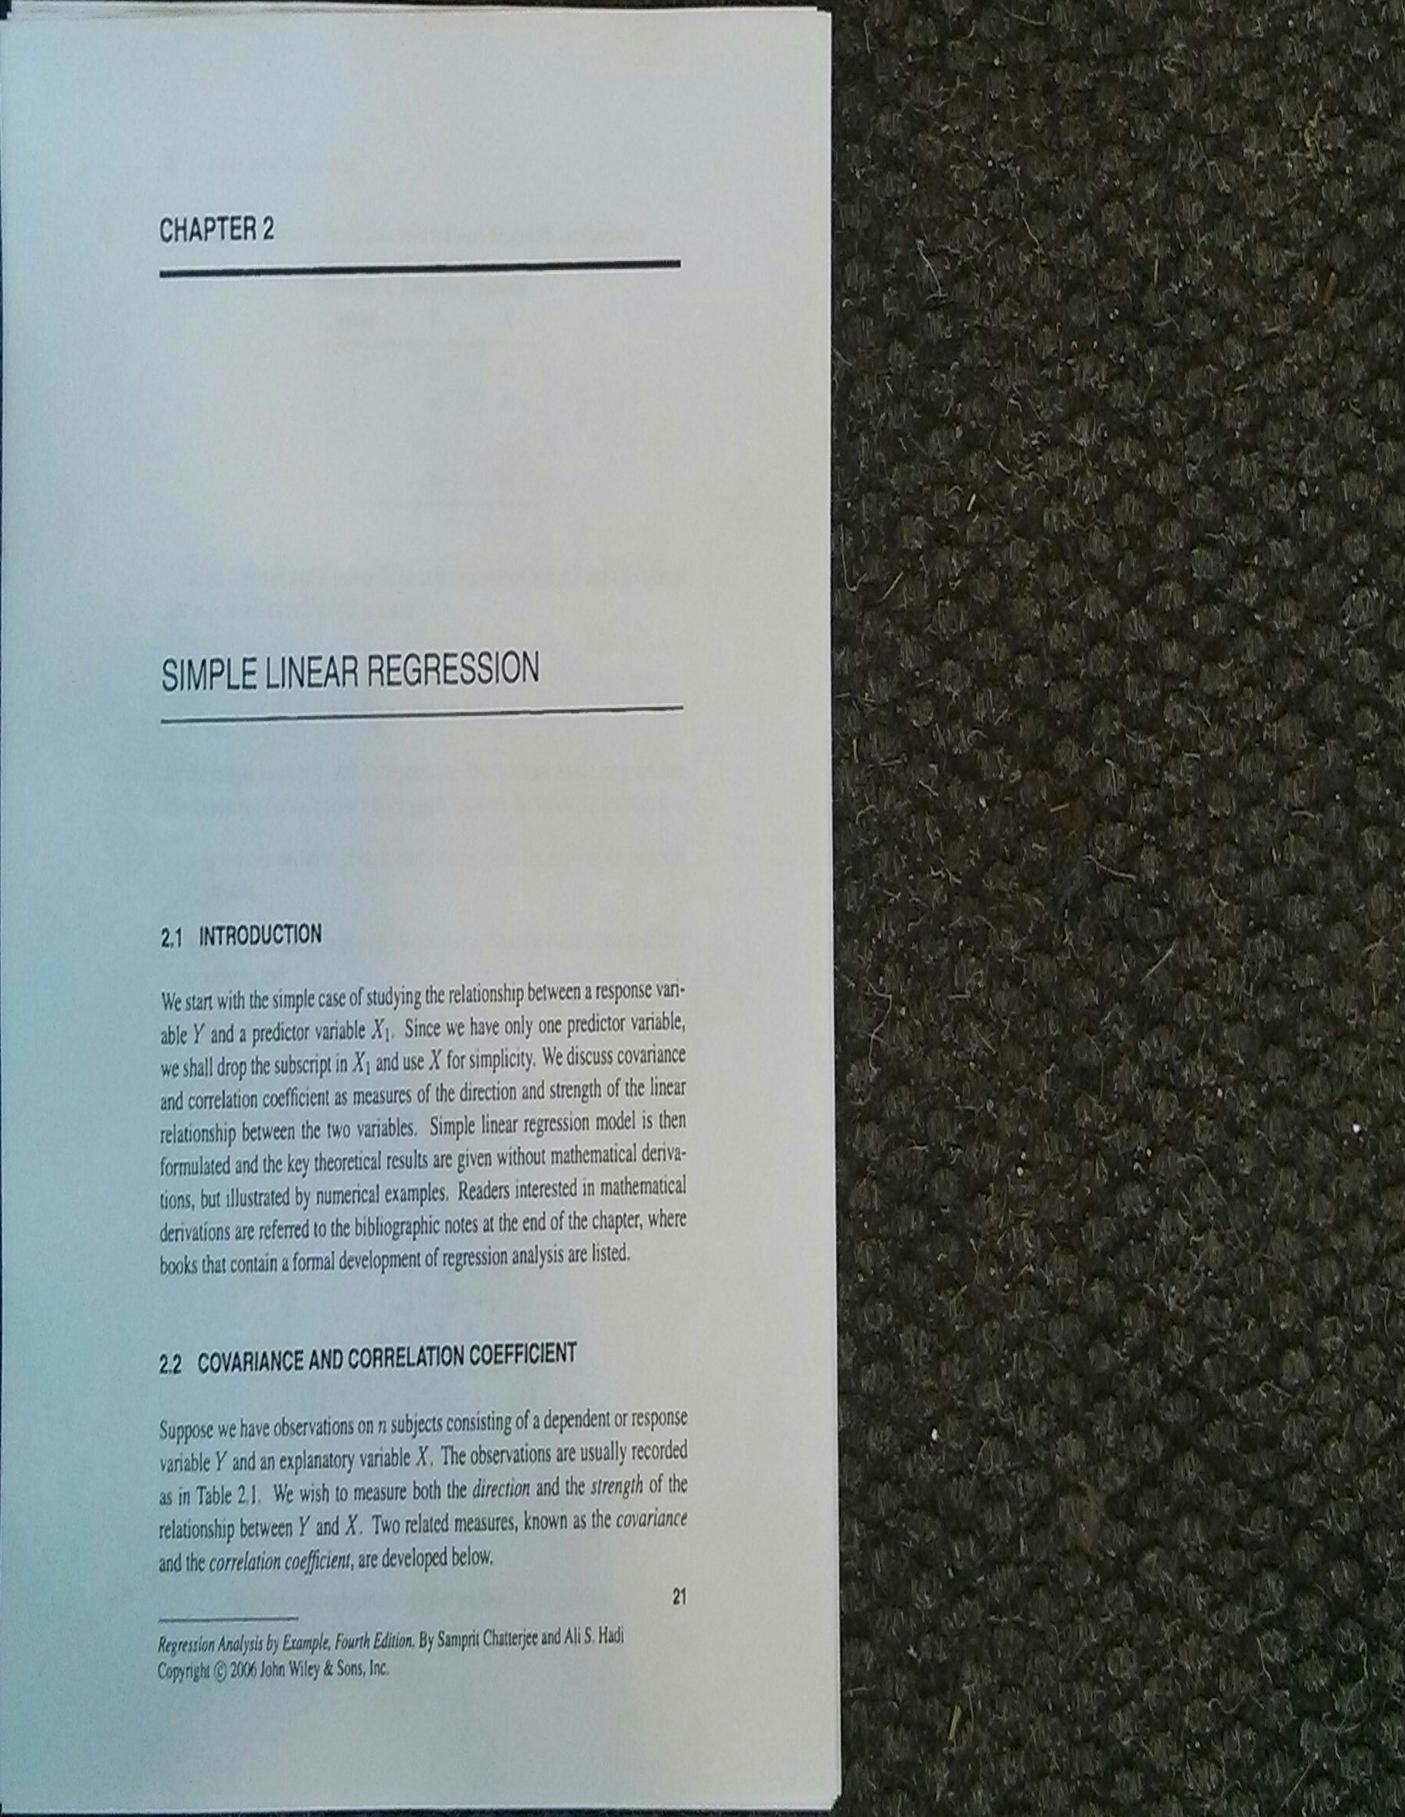 CHAPTER 2
SIMPLE LINEAR REGRESSION
2.1 INTRODUCTION
We start with the simple case of studying the relationship between a response vari-
able Y and a predictor variable X₁. Since we have only one predictor variable,
we shall drop the subscript in X₁ and use X for simplicity. We discuss covariance
and correlation coefficient as measures of the direction and strength of the linear
relationship between the two variables. Simple linear regression model is then
formulated and the key theoretical results are given without mathematical deriva-
tions, but illustrated by numerical examples. Readers interested in mathematical
derivations are referred to the bibliographic notes at the end of the chapter, where
books that contain a formal development of regression analysis are listed.
2.2 COVARIANCE AND CORRELATION COEFFICIENT
Suppose we have observations on n subjects consisting of a dependent or response
variable Y and an explanatory variable X. The observations are usually recorded
as in Table 2.1. We wish to measure both the direction and the strength of the
relationship between Y and X. Two related measures, known as the covariance
and the correlation coefficient, are developed below.
21
Regression Analysis by Example, Fourth Edition. By Samprit Chatterjee and Ali S. Hadi
Copyright © 2006 John Wiley & Sons, Inc.